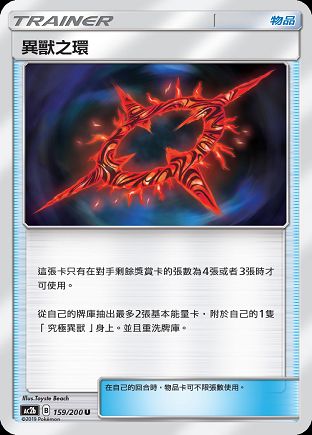 TRAINER 物品
異獸之環
這張卡只有在對手剩餘獎賞卡的張數為4張或者3張時才
可使用。
從自己的牌庫抽出最多2張基本能量卡，附於自己的1隻
「究極異獸」身上。並且重洗牌庫。
Illus.Toyste Beach
AC2b B 159/200 U
©2019 Pokémon
在自己的回合時，物品卡可不限張數使用。